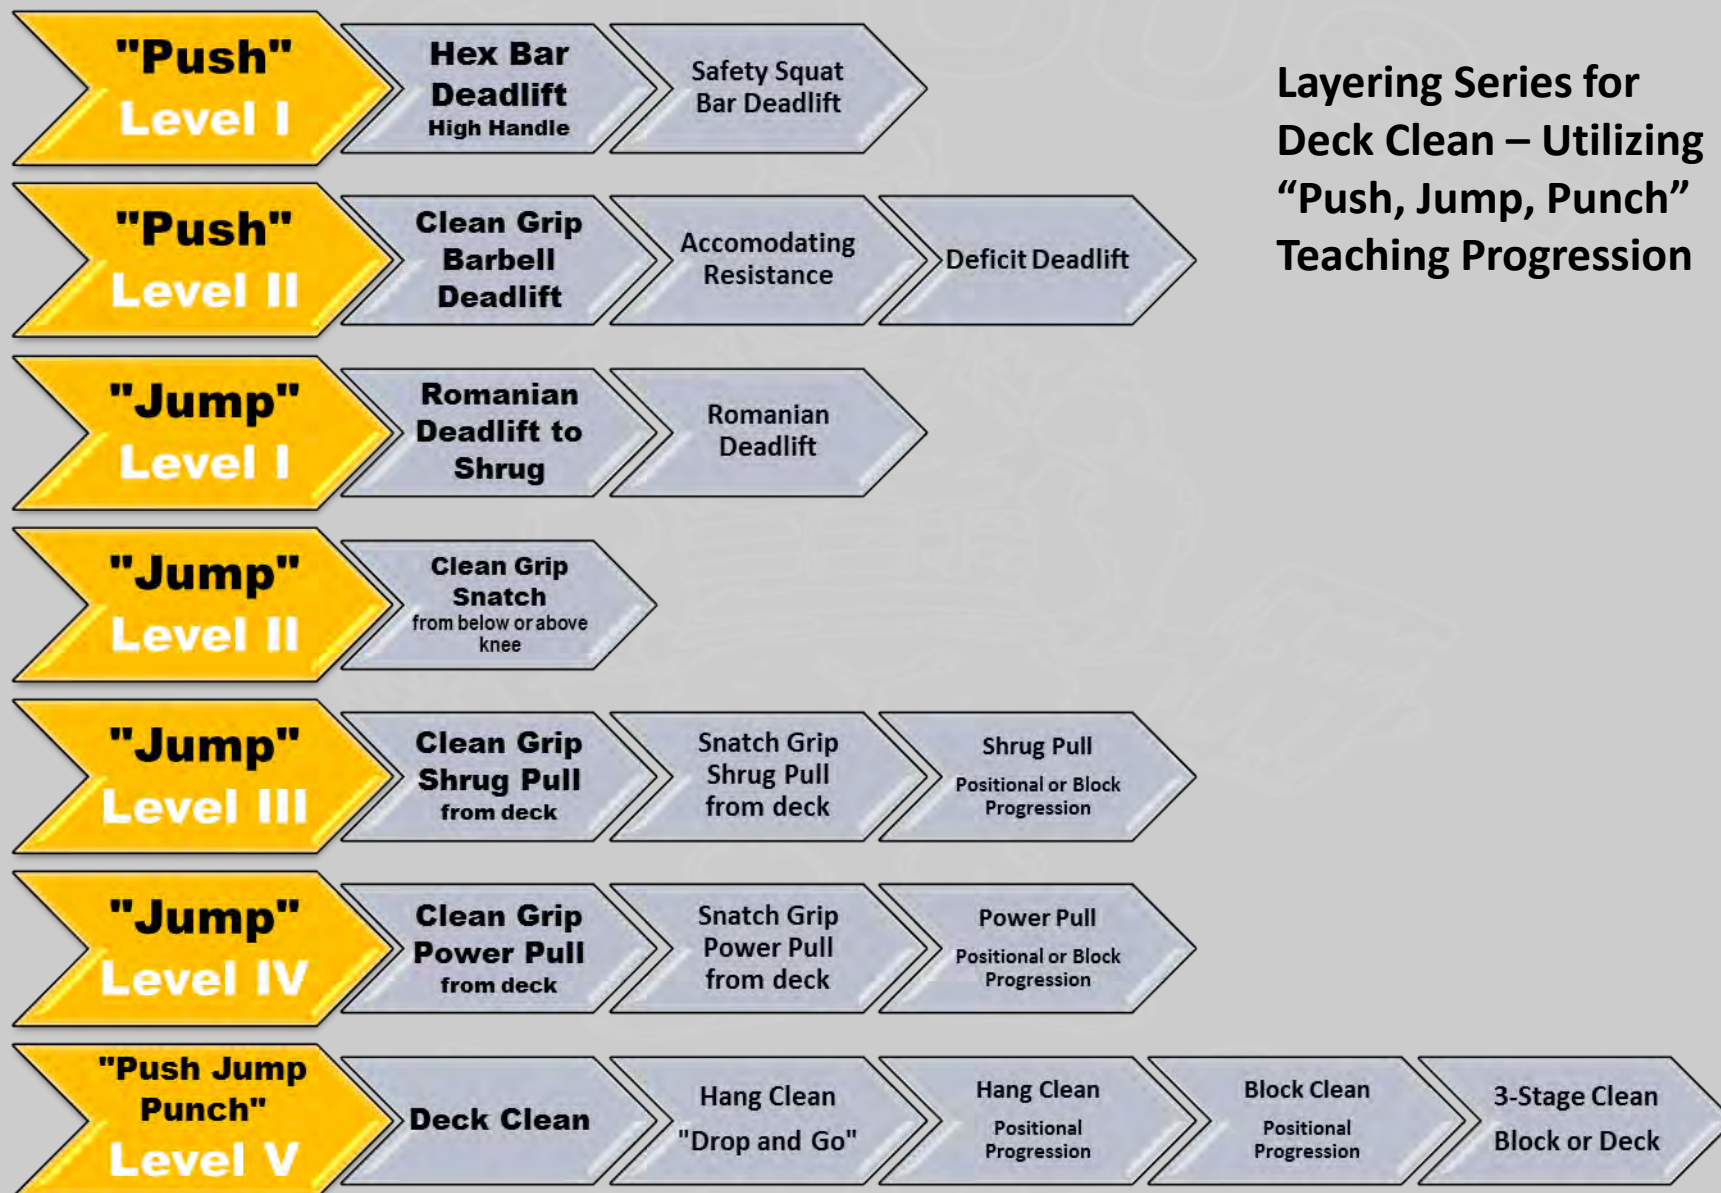 Layering Series for
Deck Clean – Utilizing
“Push, Jump, Punch”
Teaching Progression
"Push"
Level I
Hex Bar
Deadlift
High Handle
Safety Squat
Bar Deadlift
"Push"
Level II
Clean Grip
Barbell
Deadlift
Accomodating
Resistance
Deficit Deadlift
"Jump"
Level I
Romanian
Deadlift to
Shrug
Romanian
Deadlift
"Jump"
Level II
Clean Grip
Snatch
from below or above
knee
"Jump"
Level III
Clean Grip
Shrug Pull
from deck
Snatch Grip
Shrug Pull
from deck
Shrug Pull
Positional or Block
Progression
"Jump"
Level IV
Clean Grip
Power Pull
from deck
Snatch Grip
Power Pull
from deck
Power Pull
Positional or Block
Progression
"Push Jump
Punch"
Level V
Deck Clean
Hang Clean
"Drop and Go"
Hang Clean
Positional
Progression
Block Clean
Positional
Progression
3-Stage Clean
Block or Deck